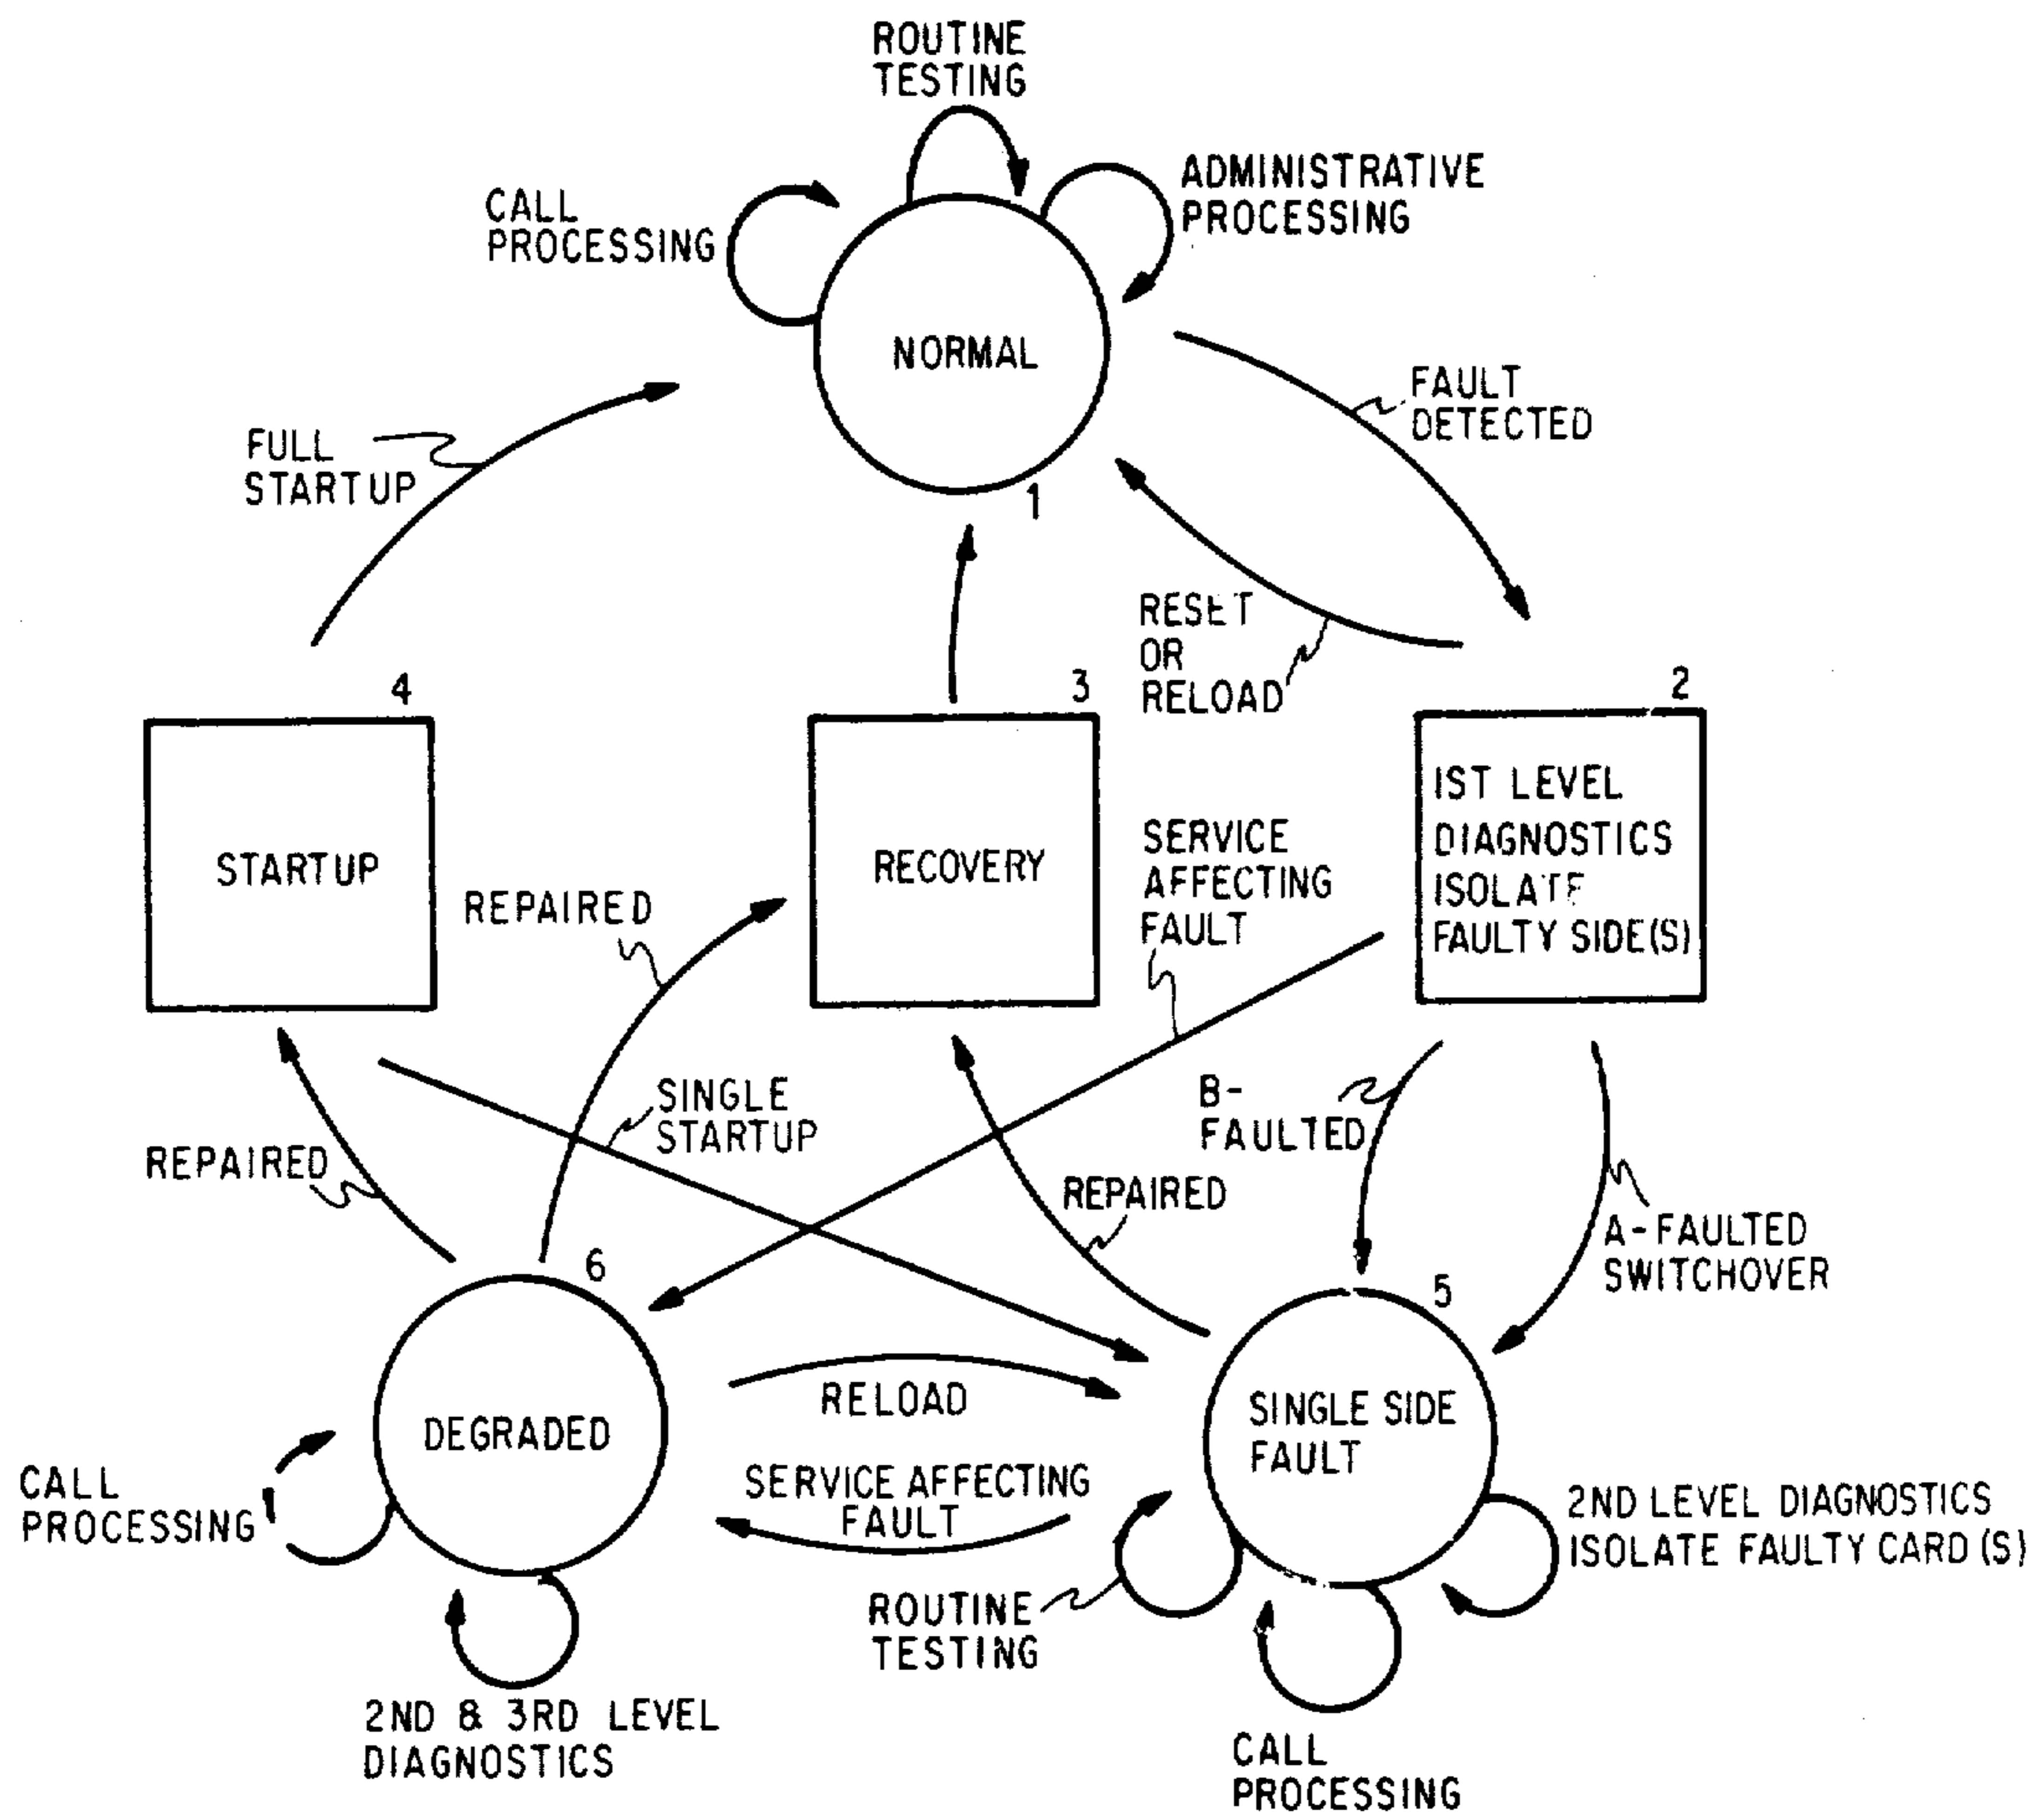 ROUTINE
TESTING
ADMINISTRATIVE
PROCESSING
CALL
PROCESSING
NORMAL
1
FAULT
DETECTED
FULL
STARTUP
RESET
OR
RELOAD
4
3
2
STARTUP
RECOVERY
1ST LEVEL
DIAGNOSTICS
ISOLATE
FAULTY SIDE(S)
SERVICE
AFFECTING
FAULT
REPAIRED
SINGLE
STARTUP
B-
FAULTED
REPAIRED
REPAIRED
A-FAULTED
SWITCHOVER
6
5
DEGRADED
RELOAD
SINGLE SIDE
FAULT
SERVICE AFFECTING
FAULT
CALL
PROCESSING
2ND LEVEL DIAGNOSTICS
ISOLATE FAULTY CARD(S)
ROUTINE
TESTING
2ND & 3RD LEVEL
DIAGNOSTICS
CALL
PROCESSING